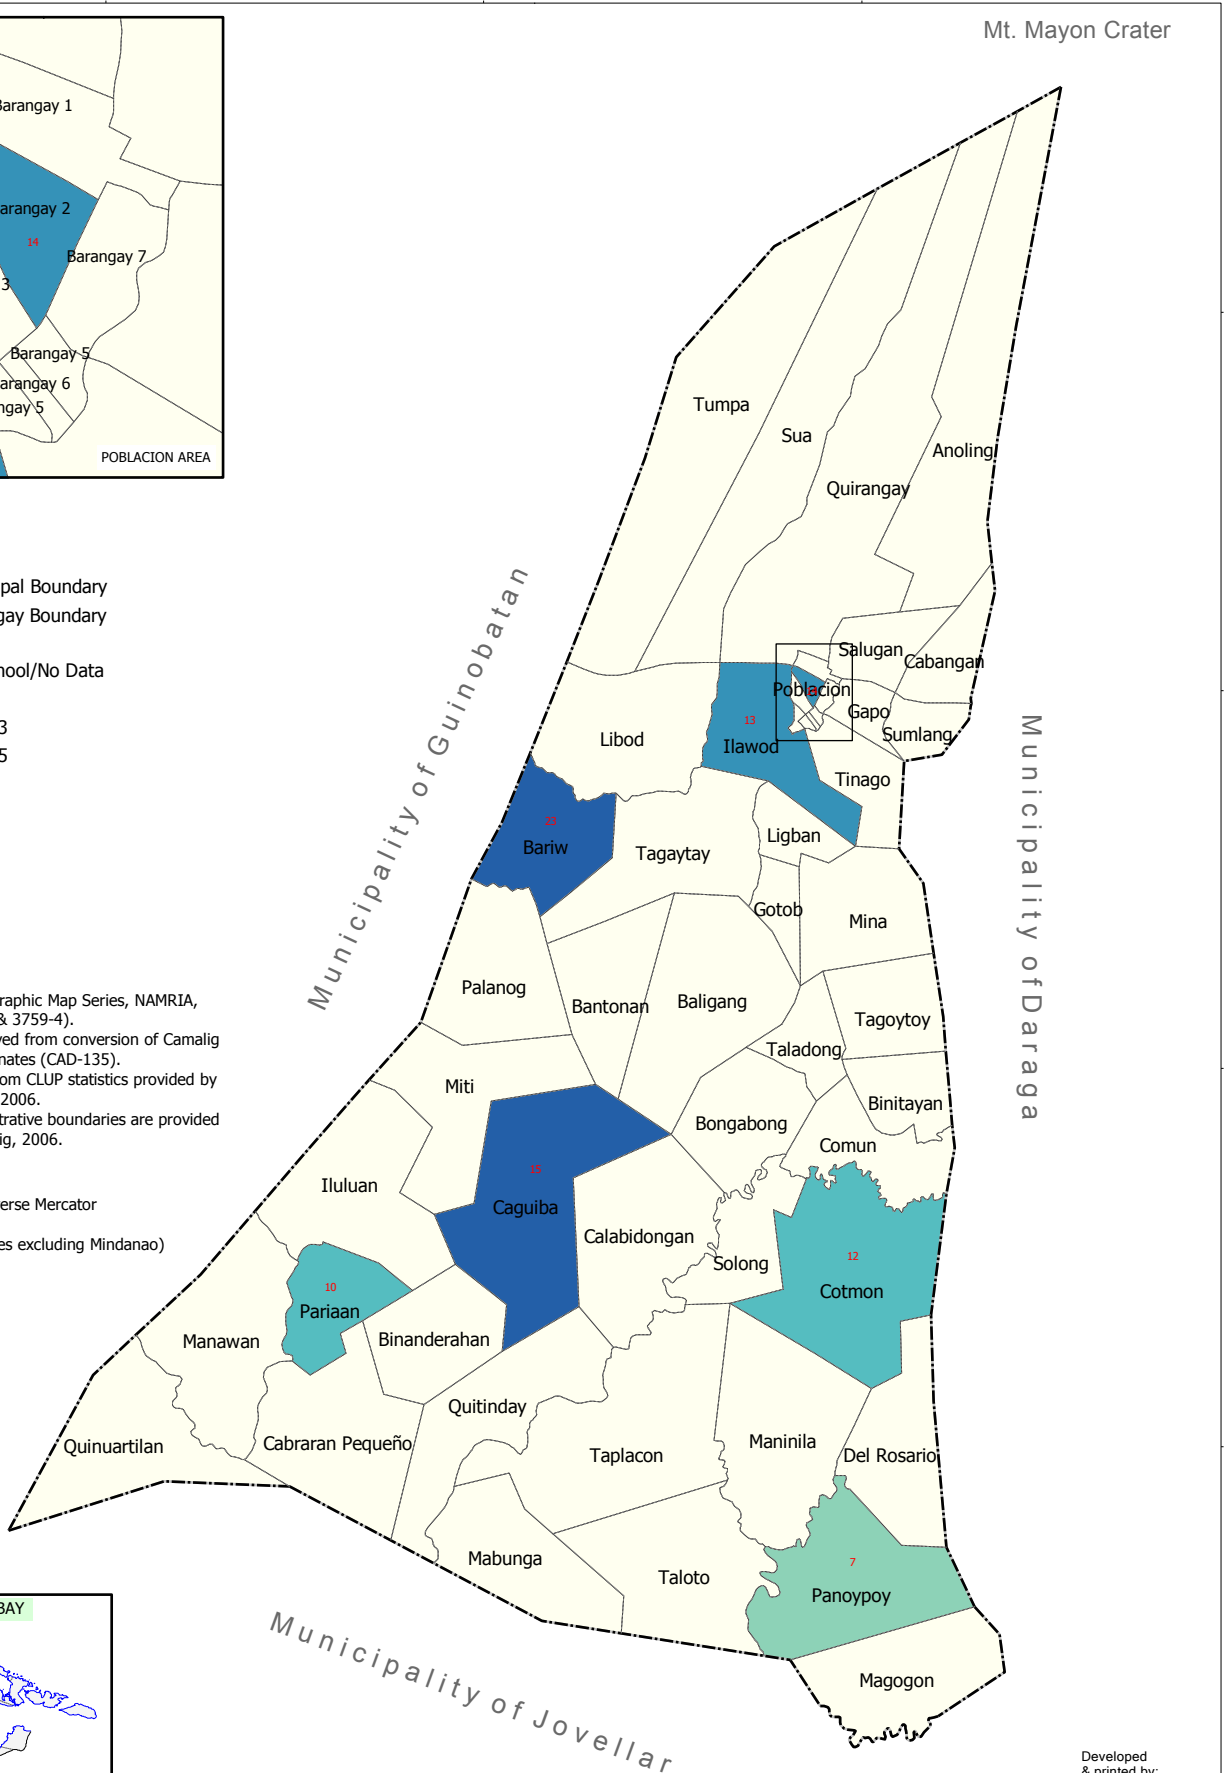 Mt. Mayon Crater
Barangay 1
arangay 2
14
Barangay 7
3
Barangay 5
arangay 6
ngay 5
POBLACION AREA
pal Boundary
gay Boundary
hool/No Data
3
5
Tumpa
Sua
Anoling
Quirangay
Municipality of Guinobatan
Salugan
Cabangan
Poblacion
Gapo
13
Ilawod
Sumlang
Libod
Tinago
Municipality of Daraga
21
Bariw
Tagaytay
Ligban
Gotob
Mina
Palanog
Bantonan
Baligang
Tagoytoy
Taladong
raphic Map Series, NAMRIA,
& 3759-4).
ved from conversion of Camalig
nates (CAD-135).
om CLUP statistics provided by
2006.
trative boundaries are provided
ig, 2006.
Miti
Binitayan
Bongabong
Comun
15
Caguiba
Iluluan
erse Mercator
es excluding Mindanao)
Calabidongan
Solong
12
Cotmon
10
Pariaan
Manawan
Binanderahan
Quitinday
Quinuartilan
Cabraran Pequeño
Taplacon
Maninila
Del Rosario
Mabunga
Taloto
7
Panoypoy
BAY
Municipality of Jovellar
Magogon
Developed
& printed by: